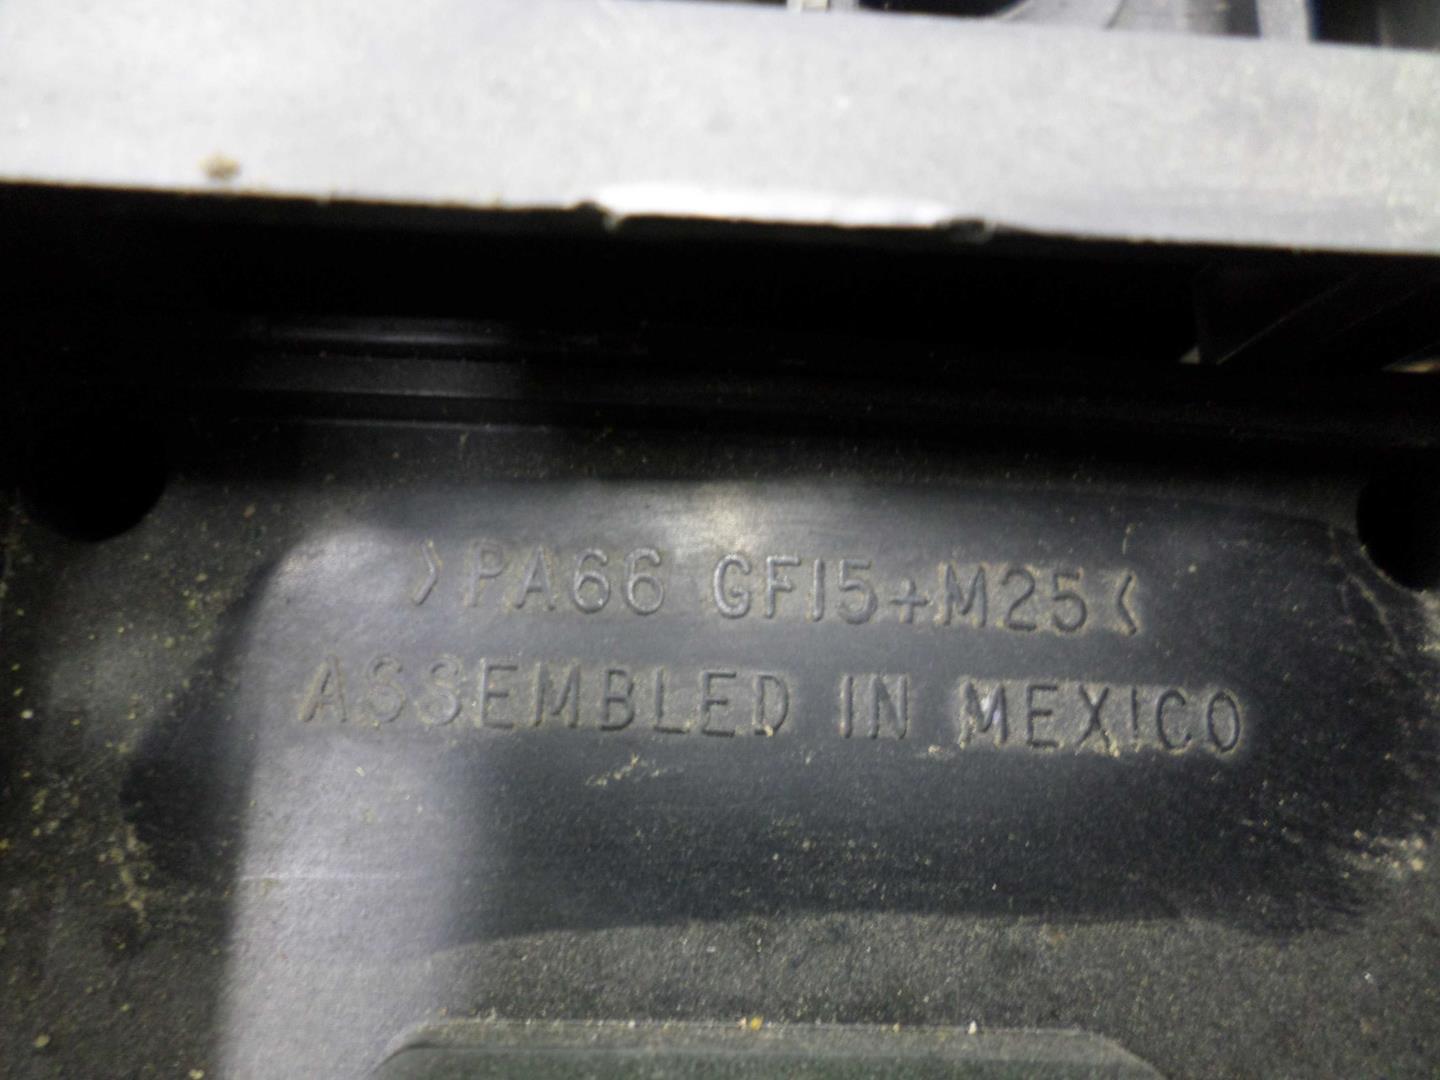 >PA66 GF15+M25<
ASSEMBLED IN MEXICO